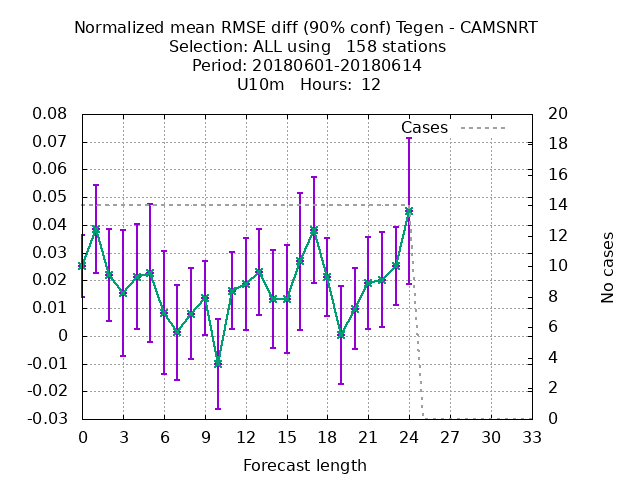 Normalized mean RMSE diff (90% conf) Tegen - CAMSNRT
Selection: ALL using   158 stations
Period: 20180601-20180614
U10m   Hours:  12
Cases
0.08
0.07
0.06
0.05
0.04
0.03
0.02
0.01
0
-0.01
-0.02
-0.03
20
18
16
14
12
10
8
6
4
2
0
No cases
0 3 6 9 12 15 18 21 24 27 30 33
Forecast length